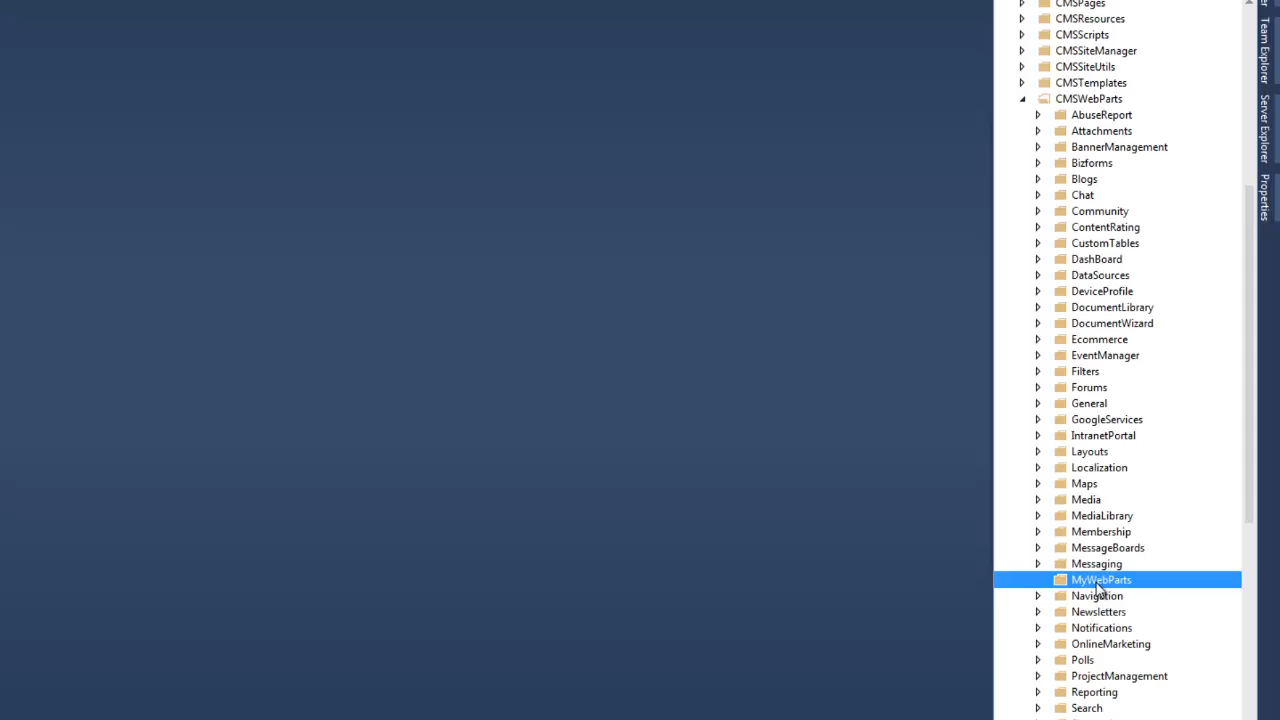 CMSPages
CMSResources
CMSScripts
CMSSiteManager
CMSSiteUtils
CMSTemplates
CMSWebParts
AbuseReport
Attachments
BannerManagement
Bizforms
Blogs
Chat
Community
ContentRating
CustomTables
DashBoard
DataSources
DeviceProfile
DocumentLibrary
DocumentWizard
Ecommerce
EventManager
Filters
Forums
General
GoogleServices
IntranetPortal
Layouts
Localization
Maps
Media
MediaLibrary
Membership
MessageBoards
Messaging
MyWebParts
Navigation
Newsletters
Notifications
OnlineMarketing
Polls
ProjectManagement
Reporting
Search
Team Explorer
Server Explorer
Properties